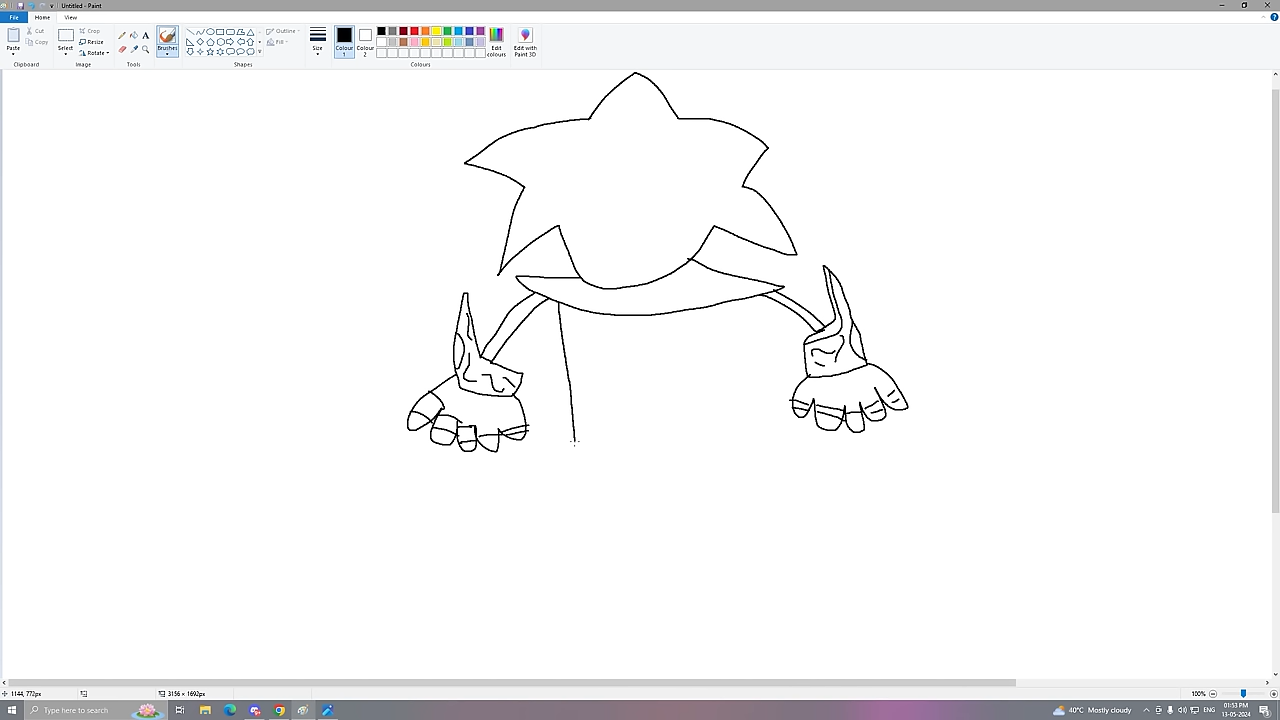 Untitled - Paint
File Home View
Paste
Cut
Copy
Clipboard
Select
Crop
Resize
Rotate
Image
Tools
Brushes
Outline
Fill
Shapes
Size
Colour 1
Colour 2
Edit colours
Edit with Paint 3D
Colours
1144, 772px
3156 × 1692px
100%
Type here to search
40°C Mostly cloudy
ENG
01:53 PM
13-05-2024